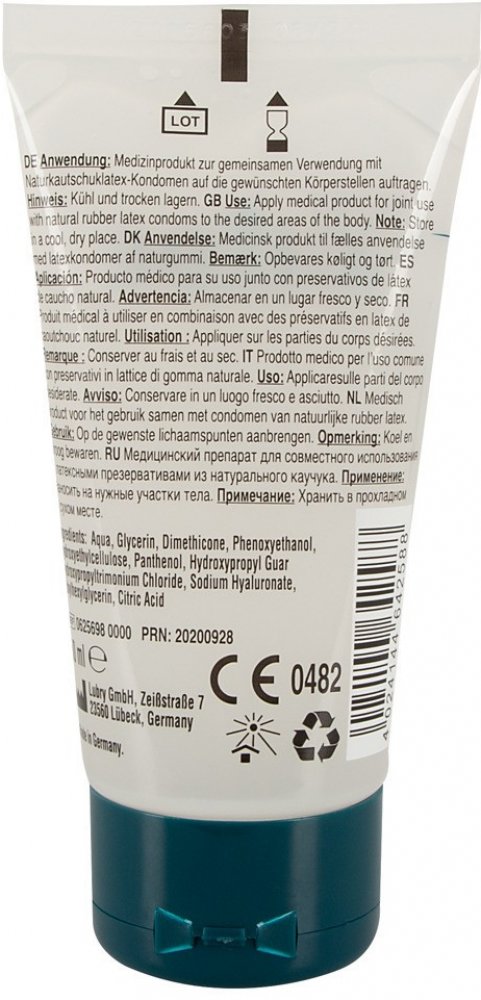 LOT
DE Anwendung: Medizinprodukt zur gemeinsamen Verwendung mit
Naturkautschuklatex-Kondomen auf die gewünschten Körperstellen auftragen.
Hinweis: Kühl und trocken lagern. GB Use: Apply medical product for joint use
with natural rubber latex condoms to the desired areas of the body. Note: Store
in a cool, dry place. DK Anvendelse: Medicinsk produkt til fælles anvendelse
med latexkondomer af naturgummi. Bemærk: Opbevares køligt og tørt. ES
Aplicación: Producto médico para su uso junto con preservativos de látex
de caucho natural. Advertencia: Almacenar en un lugar fresco y seco. FR
Produit médical à utiliser en combinaison avec des préservatifs en latex de
caoutchouc naturel. Utilisation : Appliquer sur les parties du corps désirées.
Remarque : Conserver au frais et au sec. IT Prodotto medico per l'uso comune
con preservativi in lattice di gomma naturale. Uso: Applicaresulle parti del corpo
desiderate. Avviso: Conservare in un luogo fresco e asciutto. NL Medisch
product voor het gebruik samen met condomen van natuurlijke rubber latex.
Gebruik: Op de gewenste lichaamspunten aanbrengen. Opmerking: Koel en
droog bewaren. RU Медицинский препарат для совместного использования
латексными презервативами из натурального каучука. Применение:
наносить на нужные участки тела. Примечание: Хранить в прохладном
сухом месте.
Ingredients: Aqua, Glycerin, Dimethicone, Phenoxyethanol,
Hydroxyethylcellulose, Panthenol, Hydroxypropyl Guar
Hydroxypropyltrimonium Chloride, Sodium Hyaluronate,
Ethylhexylglycerin, Citric Acid
0625698 0000 PRN: 20200928
ml e
CE 0482
Lubry GmbH, Zeißstraße 7
23560 Lübeck, Germany
Made in Germany.
4 024144 642588